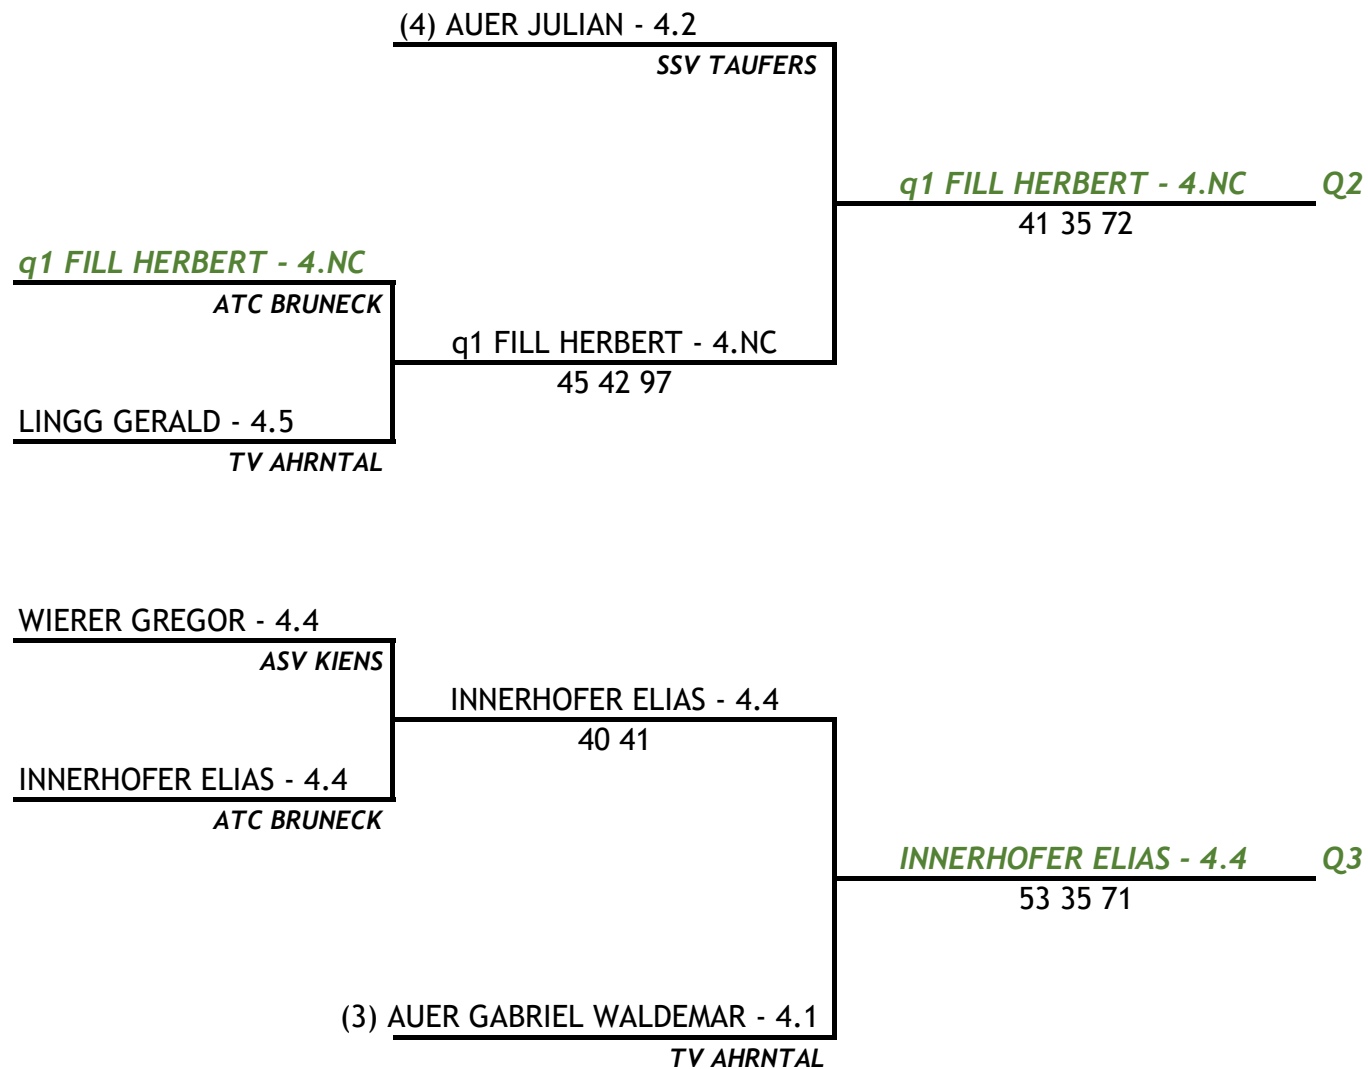 (4) AUER JULIAN - 4.2
SSV TAUFERS
q1 FILL HERBERT - 4.NC Q2
41 35 72
q1 FILL HERBERT - 4.NC
ATC BRUNECK
q1 FILL HERBERT - 4.NC
45 42 97
LINGG GERALD - 4.5
TV AHRNTAL
WIERER GREGOR - 4.4
ASV KIENS
INNERHOFER ELIAS - 4.4
40 41
INNERHOFER ELIAS - 4.4
ATC BRUNECK
INNERHOFER ELIAS - 4.4 Q3
53 35 71
(3) AUER GABRIEL WALDEMAR - 4.1
TV AHRNTAL